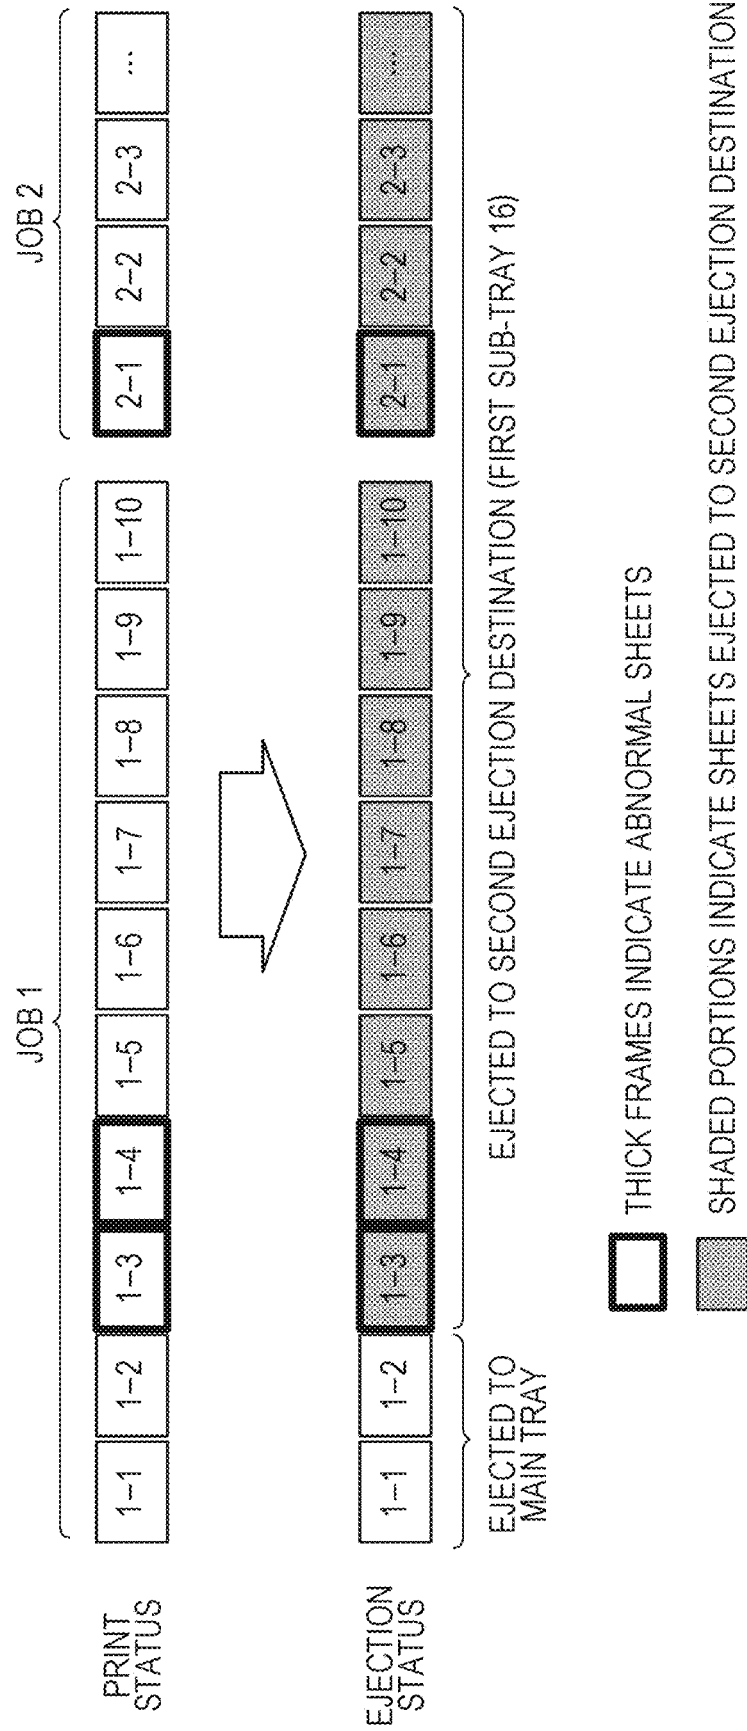 JOB 1
JOB 2
PRINT
STATUS
1-1
1-2
1-3
1-4
1-5
1-6
1-7
1-8
1-9
1-10
2-1
2-2
2-3
...
EJECTION
STATUS
1-1
1-2
1-3
1-4
1-5
1-6
1-7
1-8
1-9
1-10
2-1
2-2
2-3
...
EJECTED TO
MAIN TRAY
EJECTED TO SECOND EJECTION DESTINATION (FIRST SUB-TRAY 16)
THICK FRAMES INDICATE ABNORMAL SHEETS
SHADED PORTIONS INDICATE SHEETS EJECTED TO SECOND EJECTION DESTINATION